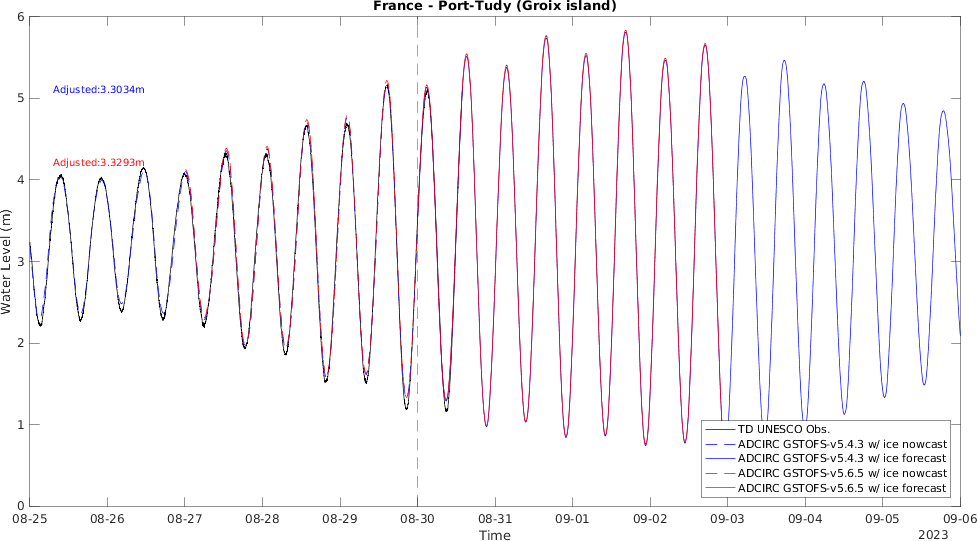 France - Port-Tudy (Groix island)
6
5
4
3
2
1
0
Water Level (m)
Adjusted:3.3034m
Adjusted:3.3293m
TD UNESCO Obs.
ADCIRC GSTOFS-v5.4.3 w/ ice nowcast
ADCIRC GSTOFS-v5.4.3 w/ ice forecast
ADCIRC GSTOFS-v5.6.5 w/ ice nowcast
ADCIRC GSTOFS-v5.6.5 w/ ice forecast
08-25 08-26 08-27 08-28 08-29 08-30 08-31 09-01 09-02 09-03 09-04 09-05 09-06
Time
2023